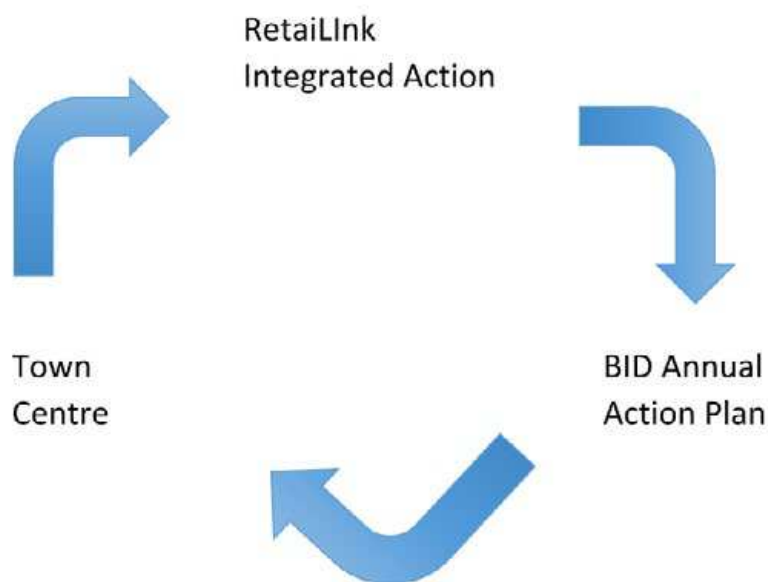 RetaiLInk
Integrated Action
Town
Centre
BID Annual
Action Plan